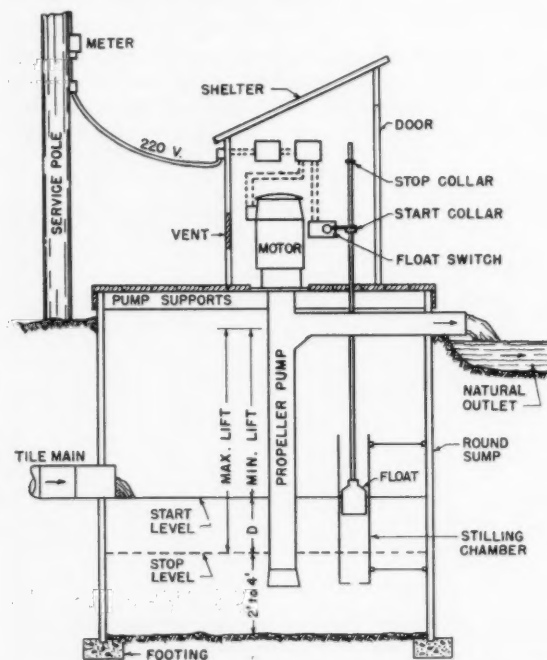 METER
SHELTER
DOOR
220 V.
SERVICE POLE
STOP COLLAR
START COLLAR
VENT
MOTOR
FLOAT SWITCH
PUMP SUPPORTS
NATURAL
OUTLET
MAX. LIFT
MIN. LIFT
PROPELLER PUMP
ROUND
SUMP
TILE MAIN
FLOAT
START
LEVEL
D
STILLING
CHAMBER
STOP
LEVEL
2' to 4'
FOOTING